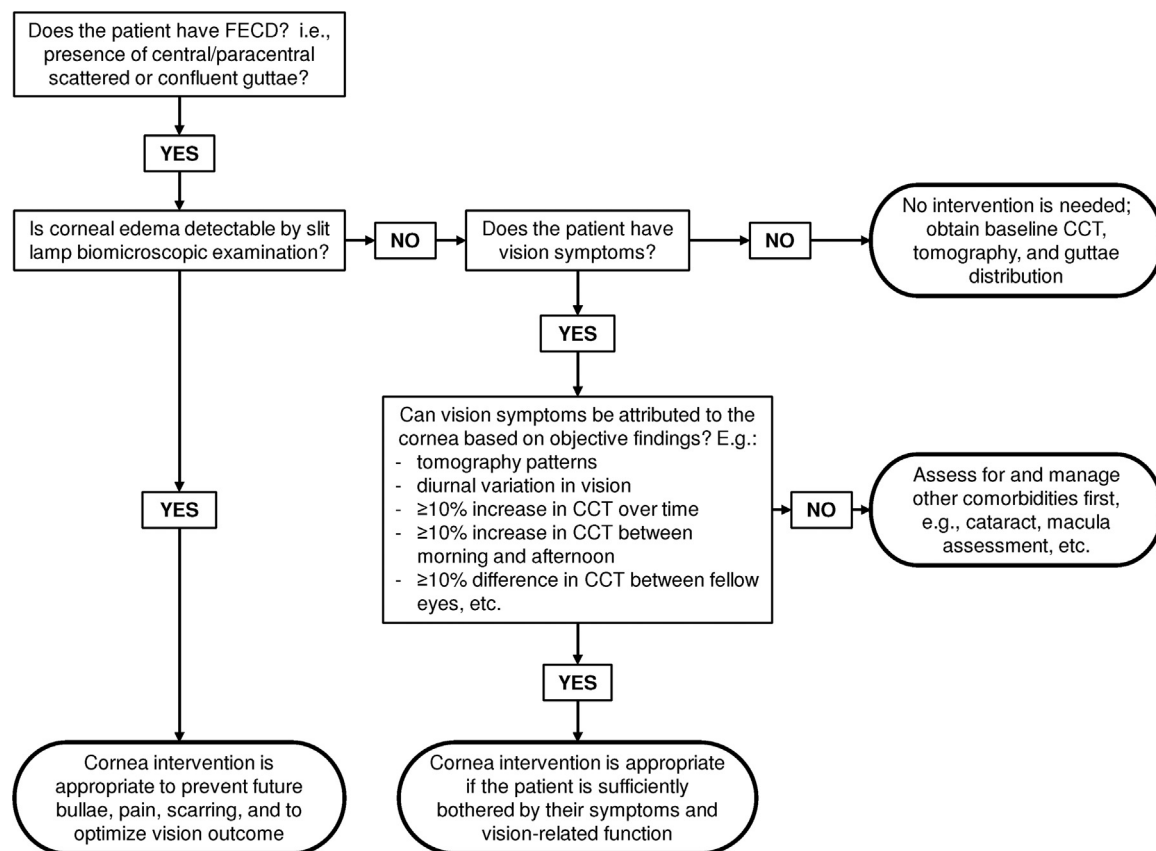 Does the patient have FECD?  i.e.,
presence of central/paracentral
scattered or confluent guttae?
YES
Is corneal edema detectable by slit
lamp biomicroscopic examination?
NO
Does the patient have
vision symptoms?
NO
No intervention is needed;
obtain baseline CCT,
tomography, and guttae
distribution
YES
Can vision symptoms be attributed to the
cornea based on objective findings? E.g.:
- tomography patterns
- diurnal variation in vision
- ≥10% increase in CCT over time
- ≥10% increase in CCT between
morning and afternoon
- ≥10% difference in CCT between fellow
eyes, etc.
NO
Assess for and manage
other comorbidities first,
e.g., cataract, macula
assessment, etc.
YES
YES
Cornea intervention is
appropriate to prevent future
bullae, pain, scarring, and to
optimize vision outcome
Cornea intervention is appropriate
if the patient is sufficiently
bothered by their symptoms and
vision-related function